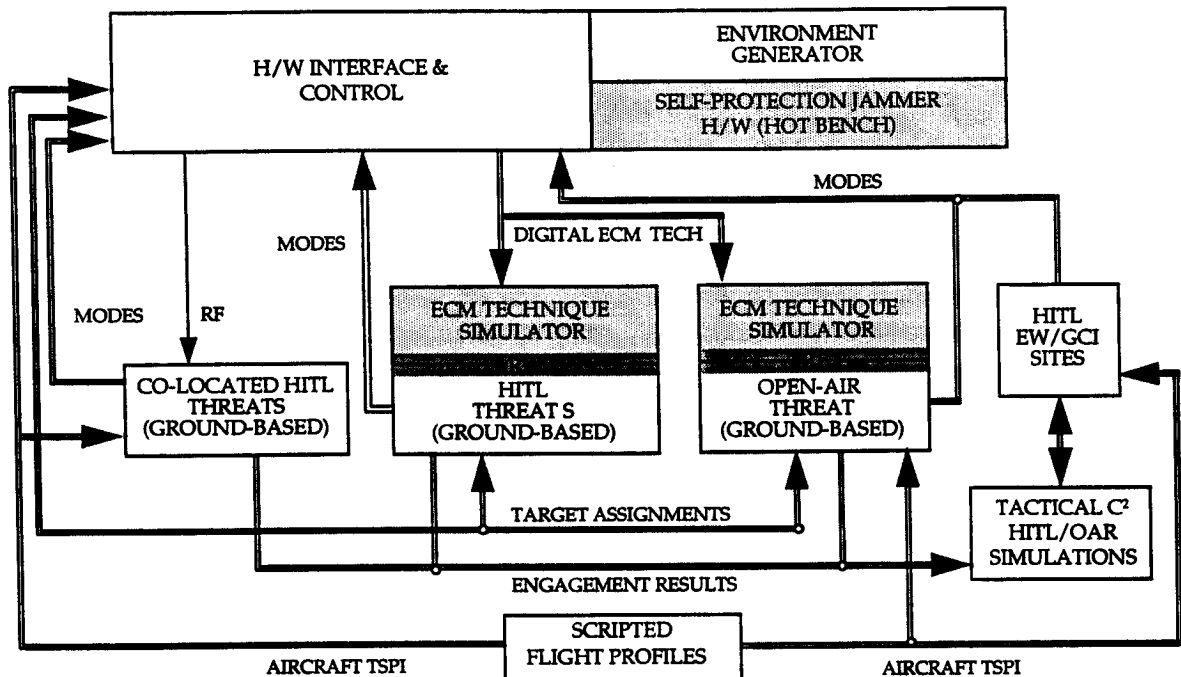 H/W INTERFACE &
CONTROL
ENVIRONMENT
GENERATOR
SELF-PROTECTION JAMMER
H/W (HOT BENCH)
MODES
DIGITAL ECM TECH
MODES
MODES
RF
ECM TECHNIQUE
SIMULATOR
ECM TECHNIQUE
SIMULATOR
HITL
EW/GCI
SITES
CO-LOCATED HITL
THREATS
(GROUND-BASED)
HITL
THREAT S
(GROUND-BASED)
OPEN-AIR
THREAT
(GROUND-BASED)
TARGET ASSIGNMENTS
TACTICAL C²
HITL/OAR
SIMULATIONS
ENGAGEMENT RESULTS
SCRIPTED
FLIGHT PROFILES
AIRCRAFT TSPI
AIRCRAFT TSPI